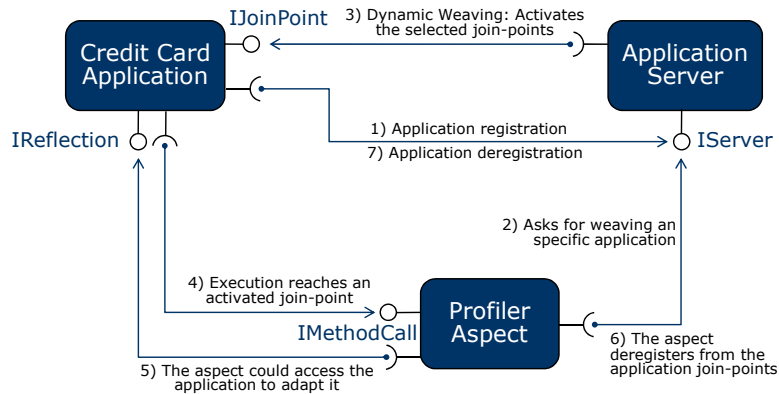 IJoinPoint
3) Dynamic Weaving: Activates
the selected join-points
Credit Card
Application
Application
Server
1) Application registration
7) Application deregistration
IReflection
IServer
2) Asks for weaving an
specific application
4) Execution reaches an
activated join-point
Profiler
Aspect
IMethodCall
5) The aspect could access the
application to adapt it
6) The aspect
deregisters from the
application join-points